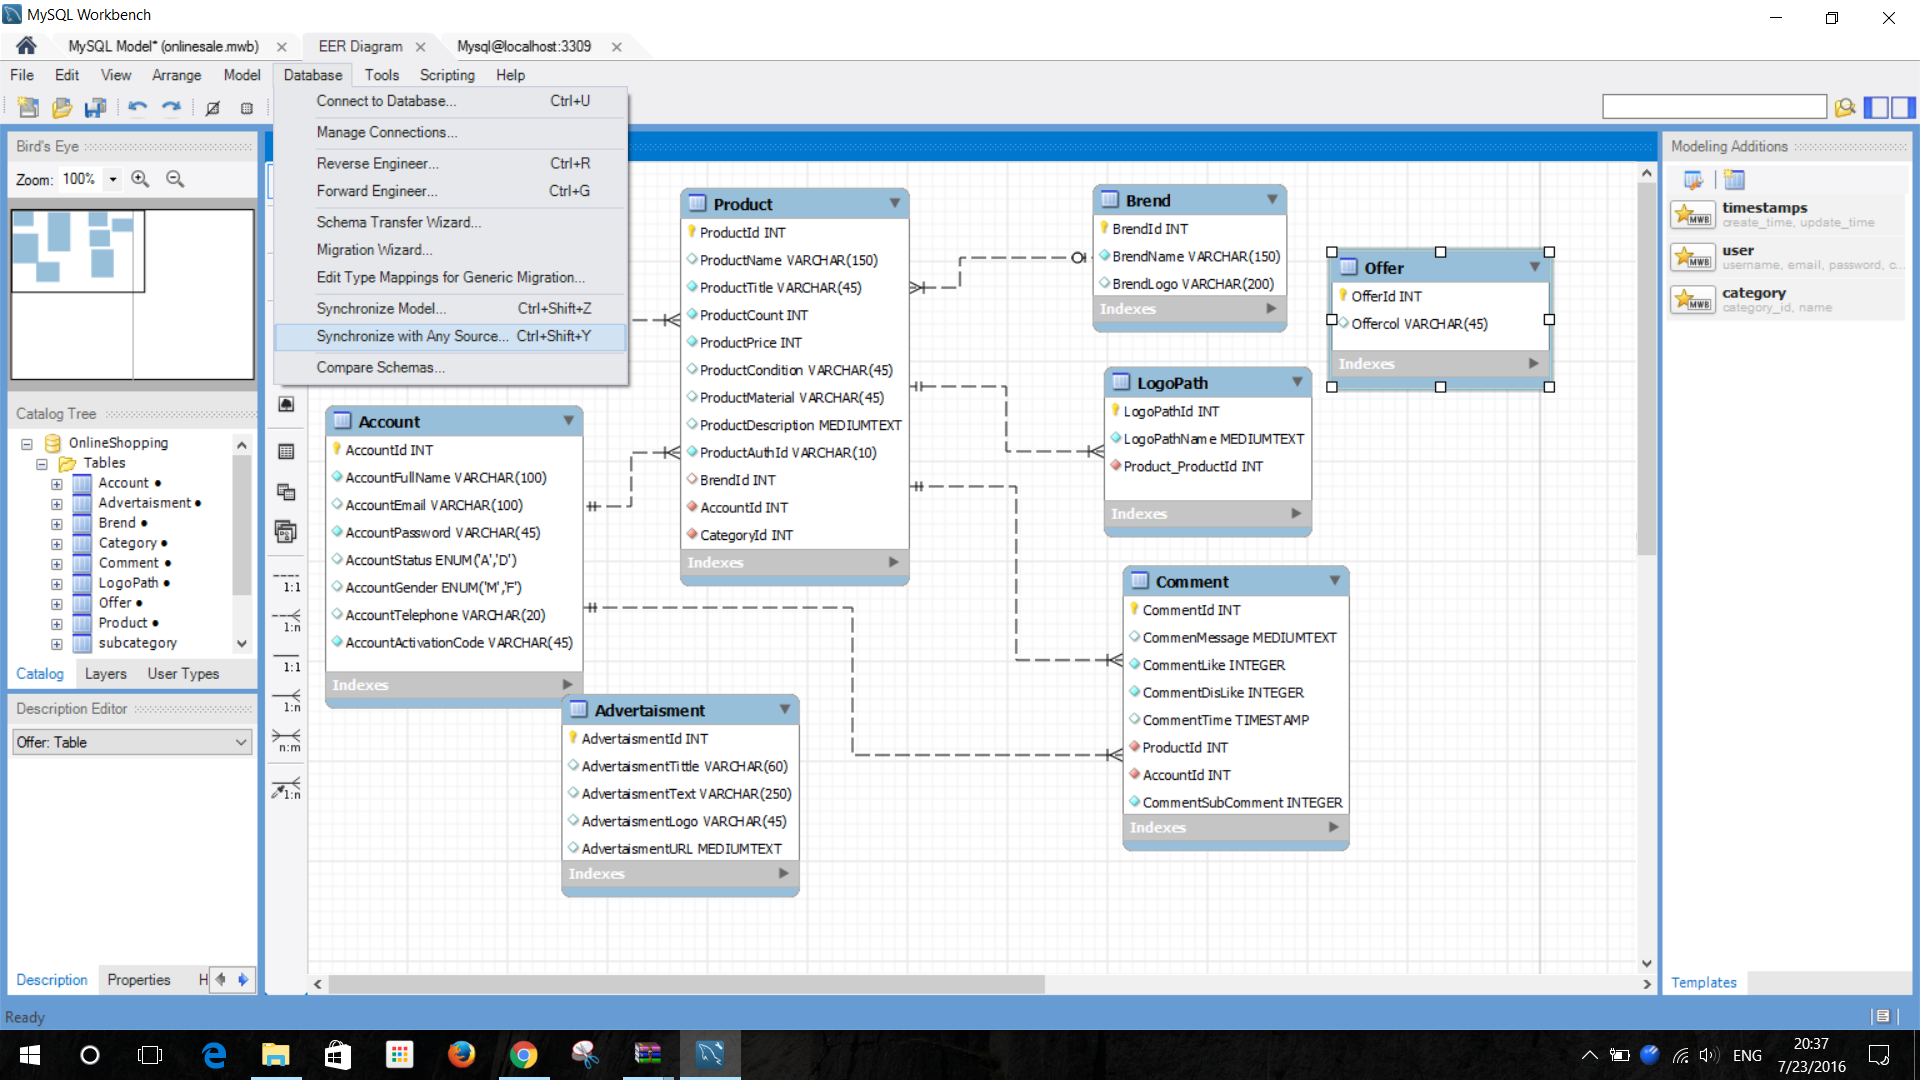 MySQL Workbench
MySQL Model* (onlinesale.mwb)
EER Diagram
Mysql@localhost:3309
File Edit View Arrange Model Database Tools Scripting Help
Connect to Database... Ctrl+U
Manage Connections...
Reverse Engineer... Ctrl+R
Forward Engineer... Ctrl+G
Schema Transfer Wizard...
Migration Wizard...
Edit Type Mappings for Generic Migration...
Synchronize Model... Ctrl+Shift+Z
Synchronize with Any Source... Ctrl+Shift+Y
Compare Schemas...
Bird's Eye
Zoom: 100%
Catalog Tree
OnlineShopping
Tables
Account
Advertaisment
Brend
Category
Comment
LogoPath
Offer
Product
subcategory
Catalog Layers User Types
Description Editor
Offer: Table
Description Properties H
1:1
1:n
1:1
1:n
n:m
1:n
Account
AccountId INT
AccountFullName VARCHAR(100)
AccountEmail VARCHAR(100)
AccountPassword VARCHAR(45)
AccountStatus ENUM('A','D')
AccountGender ENUM('M','F')
AccountTelephone VARCHAR(20)
AccountActivationCode VARCHAR(45)
Indexes
Product
ProductId INT
ProductName VARCHAR(150)
ProductTitle VARCHAR(45)
ProductCount INT
ProductPrice INT
ProductCondition VARCHAR(45)
ProductMaterial VARCHAR(45)
ProductDescription MEDIUMTEXT
ProductAuthId VARCHAR(10)
BrendId INT
AccountId INT
CategoryId INT
Indexes
Advertaisment
AdvertaismentId INT
AdvertaismentTittle VARCHAR(60)
AdvertaismentText VARCHAR(250)
AdvertaismentLogo VARCHAR(45)
AdvertaismentURL MEDIUMTEXT
Indexes
Brend
BrendId INT
BrendName VARCHAR(150)
BrendLogo VARCHAR(200)
Indexes
Offer
OfferId INT
Offercol VARCHAR(45)
Indexes
LogoPath
LogoPathId INT
LogoPathName MEDIUMTEXT
Product_ProductId INT
Indexes
Comment
CommentId INT
CommenMessage MEDIUMTEXT
CommentLike INTEGER
CommentDisLike INTEGER
CommentTime TIMESTAMP
ProductId INT
AccountId INT
CommentSubComment INTEGER
Indexes
Modeling Additions
MWB
timestamps
create_time, update_time
MWB
user
username, email, password, c...
MWB
category
category_id, name
Templates
Ready
ENG
20:37
7/23/2016